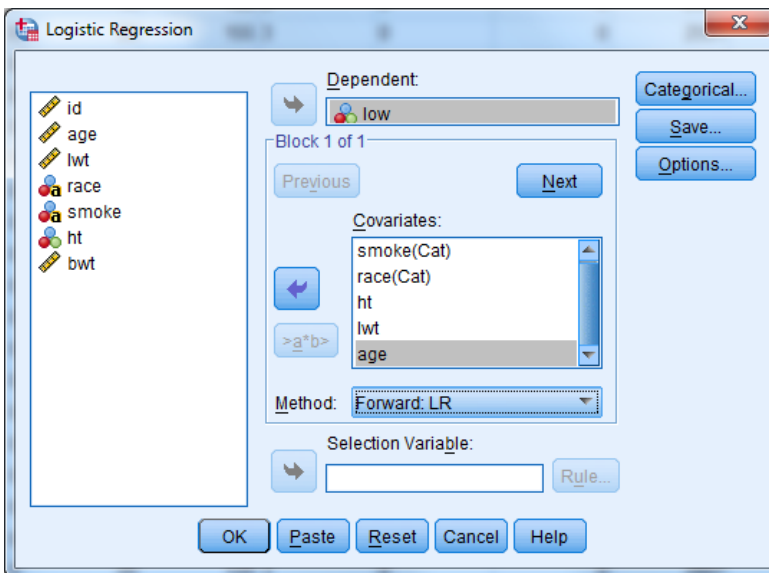 Logistic Regression
id
age
lwt
race
smoke
ht
bwt
Dependent:
low
Block 1 of 1
Previous
Next
Covariates:
smoke(Cat)
race(Cat)
ht
lwt
age
>a*b>
Method:
Forward: LR
Selection Variable:
Rule...
Categorical...
Save...
Options...
OK
Paste
Reset
Cancel
Help